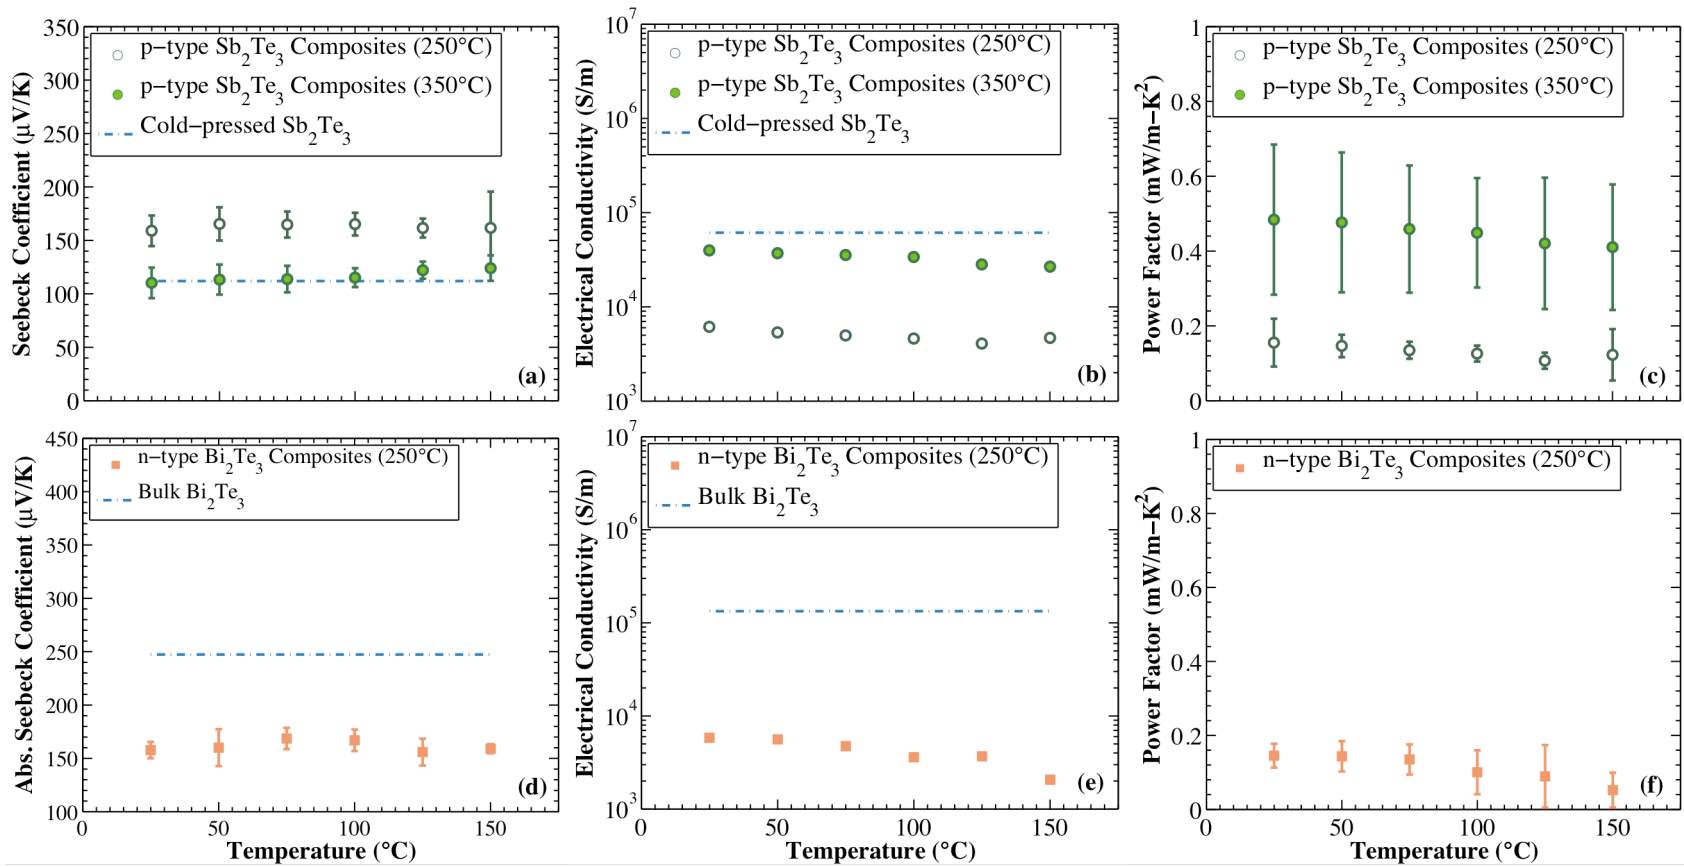 350
300
250
200
150
100
50
0
Seebeck Coefficient (μV/K)
p−type Sb2Te3 Composites (250°C)
p−type Sb2Te3 Composites (350°C)
Cold−pressed Sb2Te3
(a)
10^7
10^6
10^5
10^4
10^3
Electrical Conductivity (S/m)
p−type Sb2Te3 Composites (250°C)
p−type Sb2Te3 Composites (350°C)
Cold−pressed Sb2Te3
(b)
1
0.8
0.6
0.4
0.2
0
Power Factor (mW/m−K^2)
p−type Sb2Te3 Composites (250°C)
p−type Sb2Te3 Composites (350°C)
(c)
450
400
350
300
250
200
150
100
Abs. Seebeck Coefficient (μV/K)
n−type Bi2Te3 Composites (250°C)
Bulk Bi2Te3
(d)
0 50 100 150
Temperature (°C)
10^7
10^6
10^5
10^4
10^3
Electrical Conductivity (S/m)
n−type Bi2Te3 Composites (250°C)
Bulk Bi2Te3
(e)
0 50 100 150
Temperature (°C)
1
0.8
0.6
0.4
0.2
0
Power Factor (mW/m−K^2)
n−type Bi2Te3 Composites (250°C)
(f)
0 50 100 150
Temperature (°C)